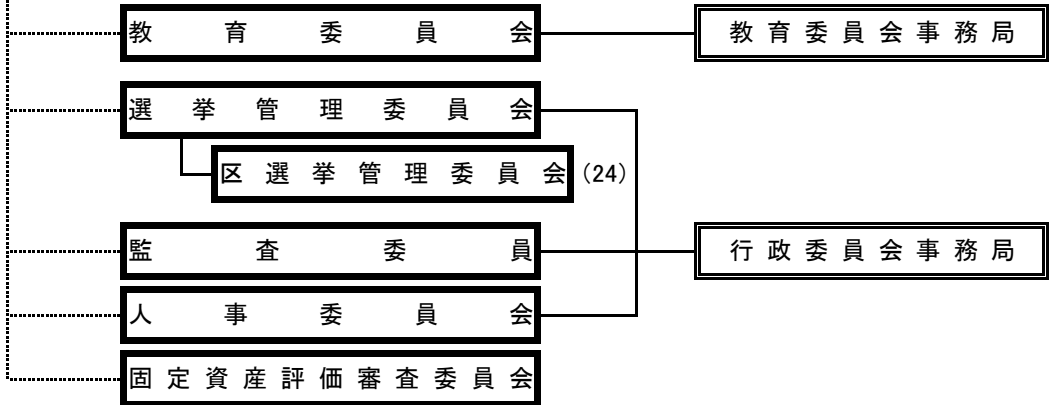 教育委員会
教育委員会事務局
選挙管理委員会
区選挙管理委員会 (24)
監査委員
行政委員会事務局
人事委員会
固定資産評価審査委員会